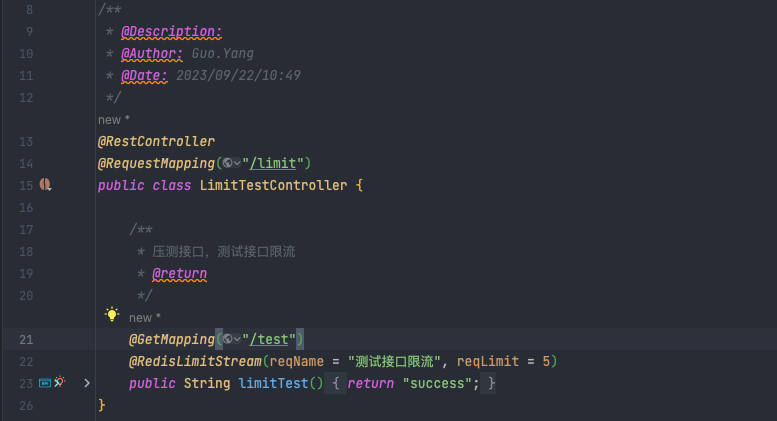 8 /**
9 * @Description:
10 * @Author: Guo.Yang
11 * @Date: 2023/09/22/10:49
12 */
new *
13 @RestController
14 @RequestMapping("/limit")
15 public class LimitTestController {
16
17 /**
18 * 压测接口，测试接口限流
19 * @return
20 */
new *
21 @GetMapping("/test")
22 @RedisLimitStream(reqName = "测试接口限流", reqLimit = 5)
23 public String limitTest() { return "success"; }
26 }